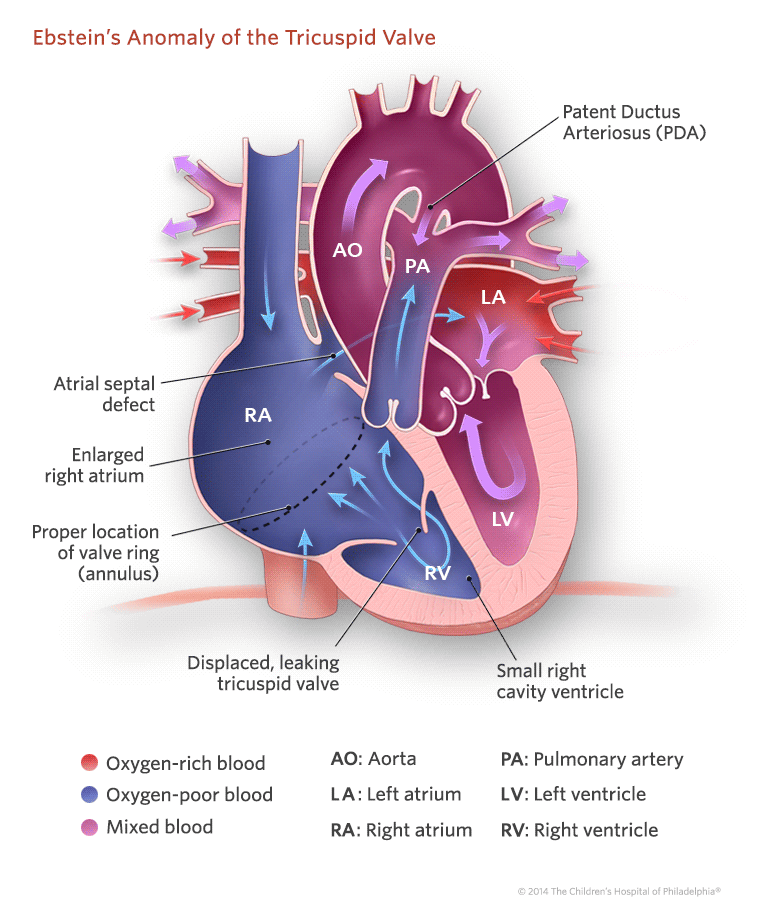 Ebstein's Anomaly of the Tricuspid Valve
Patent Ductus
Arteriosus (PDA)
AO
PA
LA
Atrial septal
defect
RA
Enlarged
right atrium
Proper location
of valve ring
(annulus)
LV
RV
Displaced, leaking
tricuspid valve
Small right
cavity ventricle
Oxygen-rich blood
AO: Aorta
PA: Pulmonary artery
Oxygen-poor blood
LA: Left atrium
LV: Left ventricle
Mixed blood
RA: Right atrium
RV: Right ventricle
© 2014 The Children's Hospital of Philadelphia®